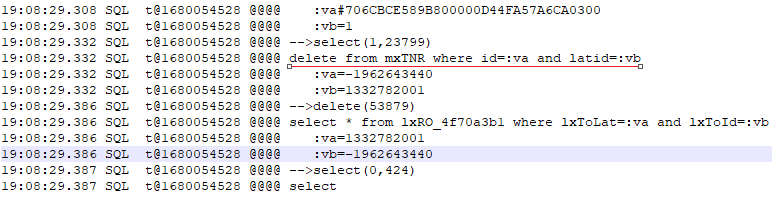 19:08:29.308 SQL t@1680054528 @@@@ :va#706CBCE589B800000D44FA57A6CA0300
19:08:29.308 SQL t@1680054528 @@@@ :vb=1
19:08:29.332 SQL t@1680054528 @@@@ -->select(1,23799)
19:08:29.332 SQL t@1680054528 @@@@ delete from mxTNR where id=:va and latid=:vb
19:08:29.332 SQL t@1680054528 @@@@ :va=-1962643440
19:08:29.332 SQL t@1680054528 @@@@ :vb=1332782001
19:08:29.386 SQL t@1680054528 @@@@ -->delete(53879)
19:08:29.386 SQL t@1680054528 @@@@ select * from lxRO_4f70a3b1 where lxToLat=:va and lxToId=:vb
19:08:29.386 SQL t@1680054528 @@@@ :va=1332782001
19:08:29.386 SQL t@1680054528 @@@@ :vb=-1962643440
19:08:29.387 SQL t@1680054528 @@@@ -->select(0,424)
19:08:29.387 SQL t@1680054528 @@@@ select